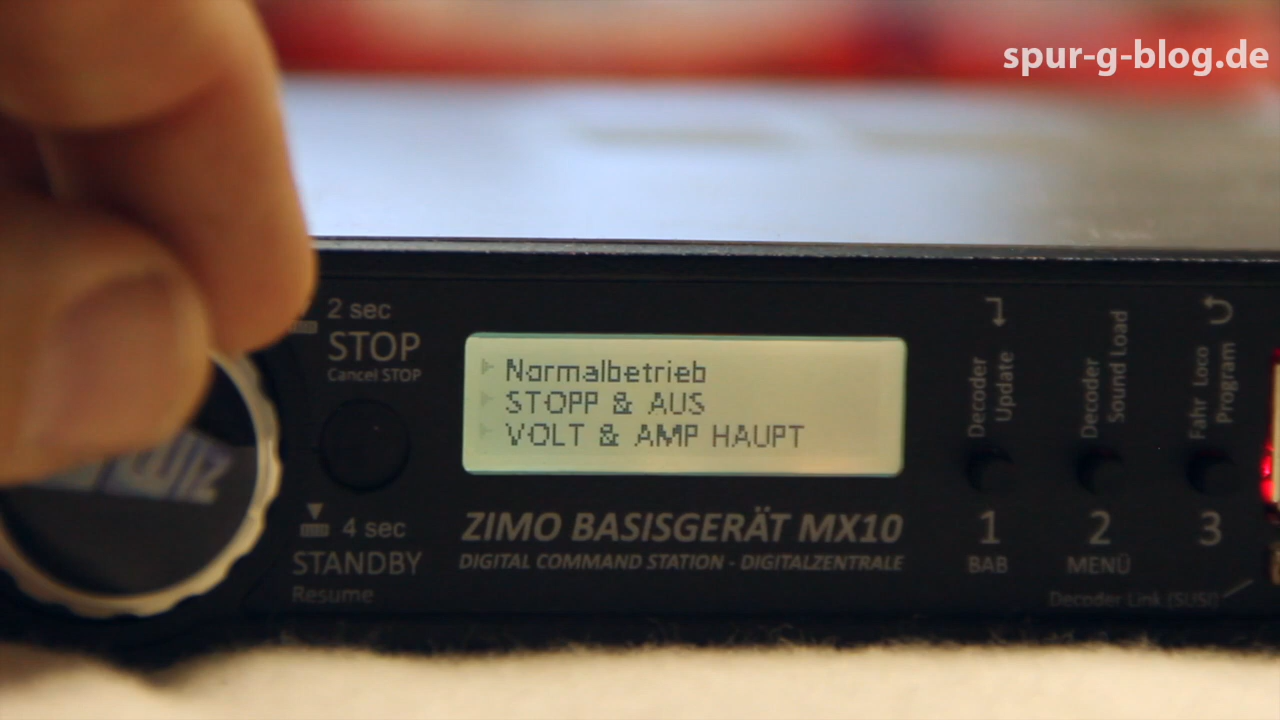 spur-g-blog.de
2 sec
STOP
Cancel STOP
Normalbetrieb
STOPP & AUS
VOLT & AMP HAUPT
4 sec
STANDBY
Resume
ZIMO BASISGERÄT MX10
DIGITAL COMMAND STATION - DIGITALZENTRALE
Decoder
Update
1
BAB
Decoder
Sound Load
2
MENÜ
Fahr Loco
Program
3
Decoder Link (SUSI)